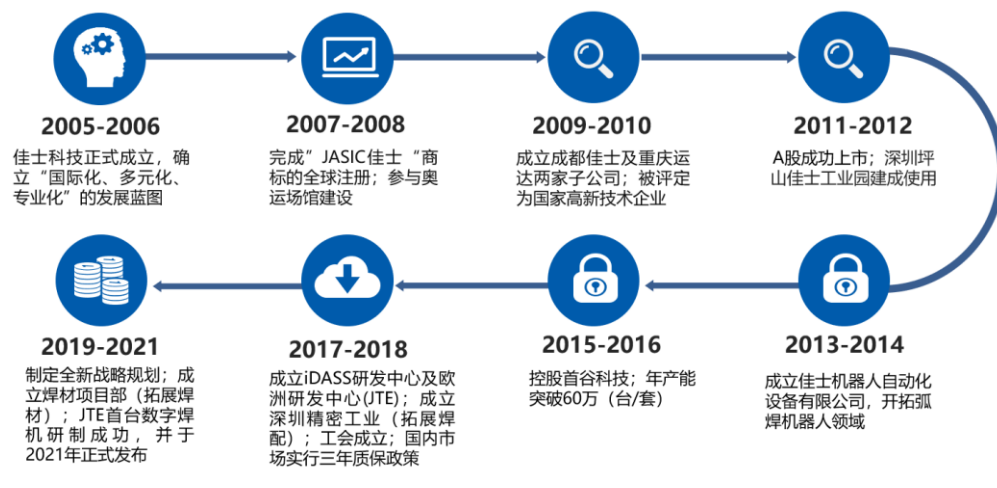 2005-2006
佳士科技正式成立，确
立“国际化、多元化、
专业化”的发展蓝图
2007-2008
完成”JASIC佳士“商
标的全球注册；参与奥
运场馆建设
2009-2010
成立成都佳士及重庆运
达两家子公司；被评定
为国家高新技术企业
2011-2012
A股成功上市；深圳坪
山佳士工业园建成使用
2013-2014
成立佳士机器人自动化
设备有限公司，开拓弧
焊机器人领域
2015-2016
控股首谷科技；年产能
突破60万（台/套）
2017-2018
成立iDASS研发中心及欧
洲研发中心(JTE)；成立
深圳精密工业（拓展焊
配）；工会成立；国内市
场实行三年质保政策
2019-2021
制定全新战略规划；成
立焊材项目部（拓展焊
材）；JTE首台数字焊
机研制成功，并于
2021年正式发布